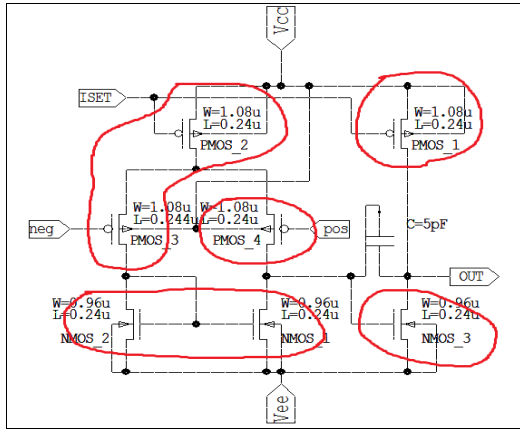 Vcc
ISET
W=1.08u
L=0.24u
PMOS_2
W=1.08u
L=0.24u
PMOS_1
neg
W=1.08u
L=0.244u
PMOS_3
W=1.08u
L=0.24u
PMOS_4
pos
C=5pF
OUT
W=0.96u
L=0.24u
NMOS_2
W=0.96u
L=0.24u
NMOS_1
W=0.96u
L=0.24u
NMOS_3
Vee